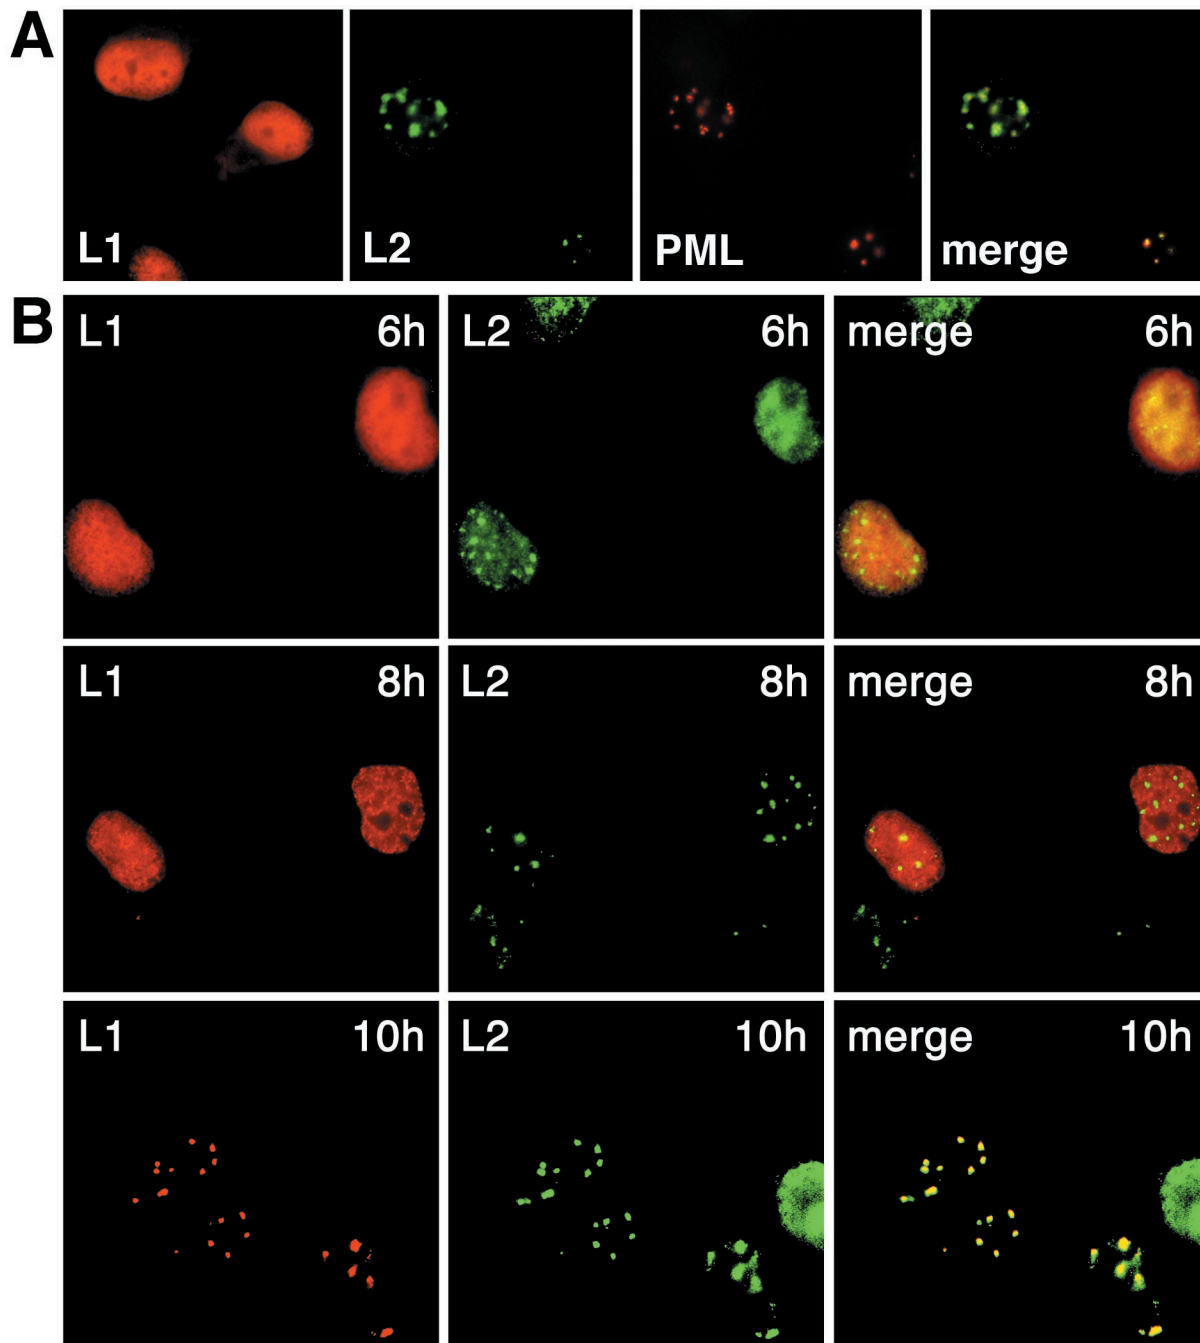 A
L1
L2
PML
merge
B
L1 6h
L2 6h
merge 6h
L1 8h
L2 8h
merge 8h
L1 10h
L2 10h
merge 10h